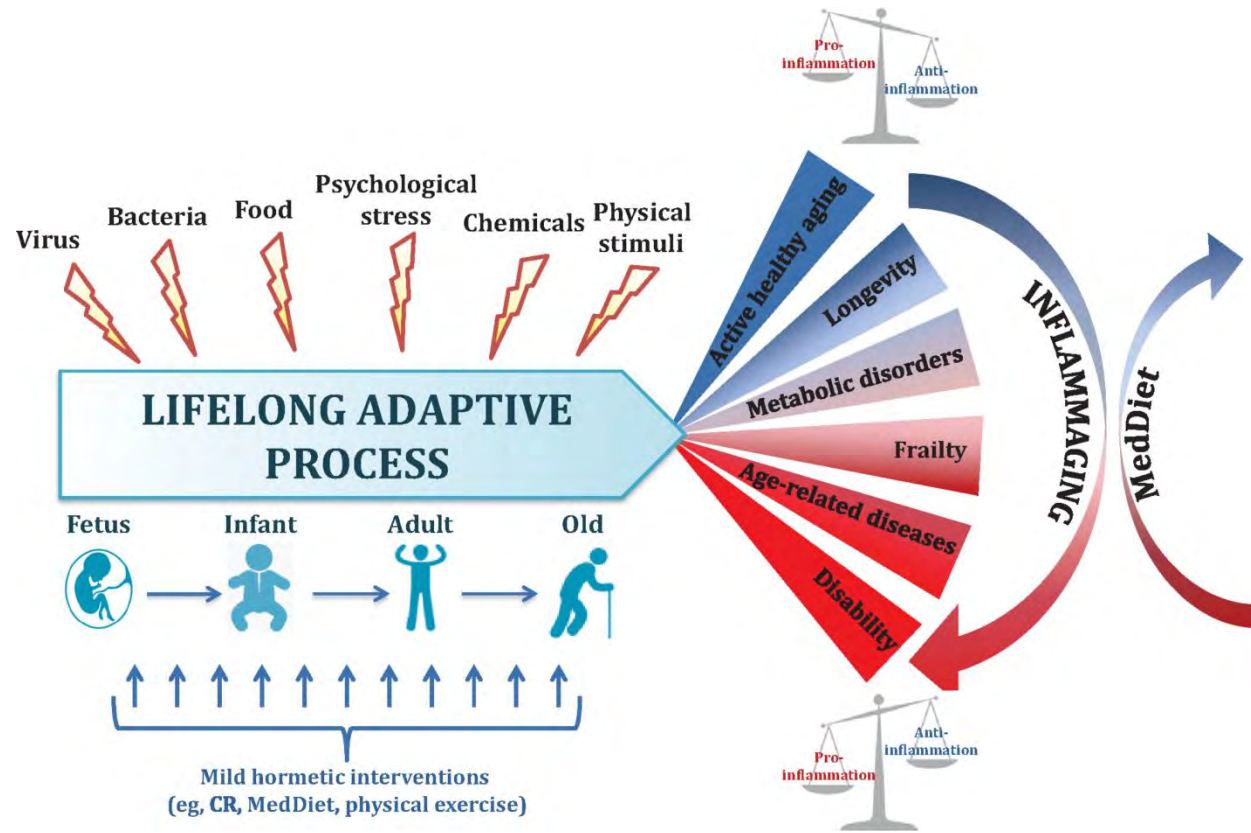 Pro-
inflammation
Anti-
inflammation
Virus
Bacteria
Food
Psychological
stress
Chemicals
Physical
stimuli
LIFELONG ADAPTIVE
PROCESS
Fetus
Infant
Adult
Old
Mild hormetic interventions
(eg, CR, MedDiet, physical exercise)
Active healthy aging
Longevity
Metabolic disorders
Frailty
Age-related diseases
Disability
INFLAMMAGING
MedDiet
Pro-
inflammation
Anti-
inflammation